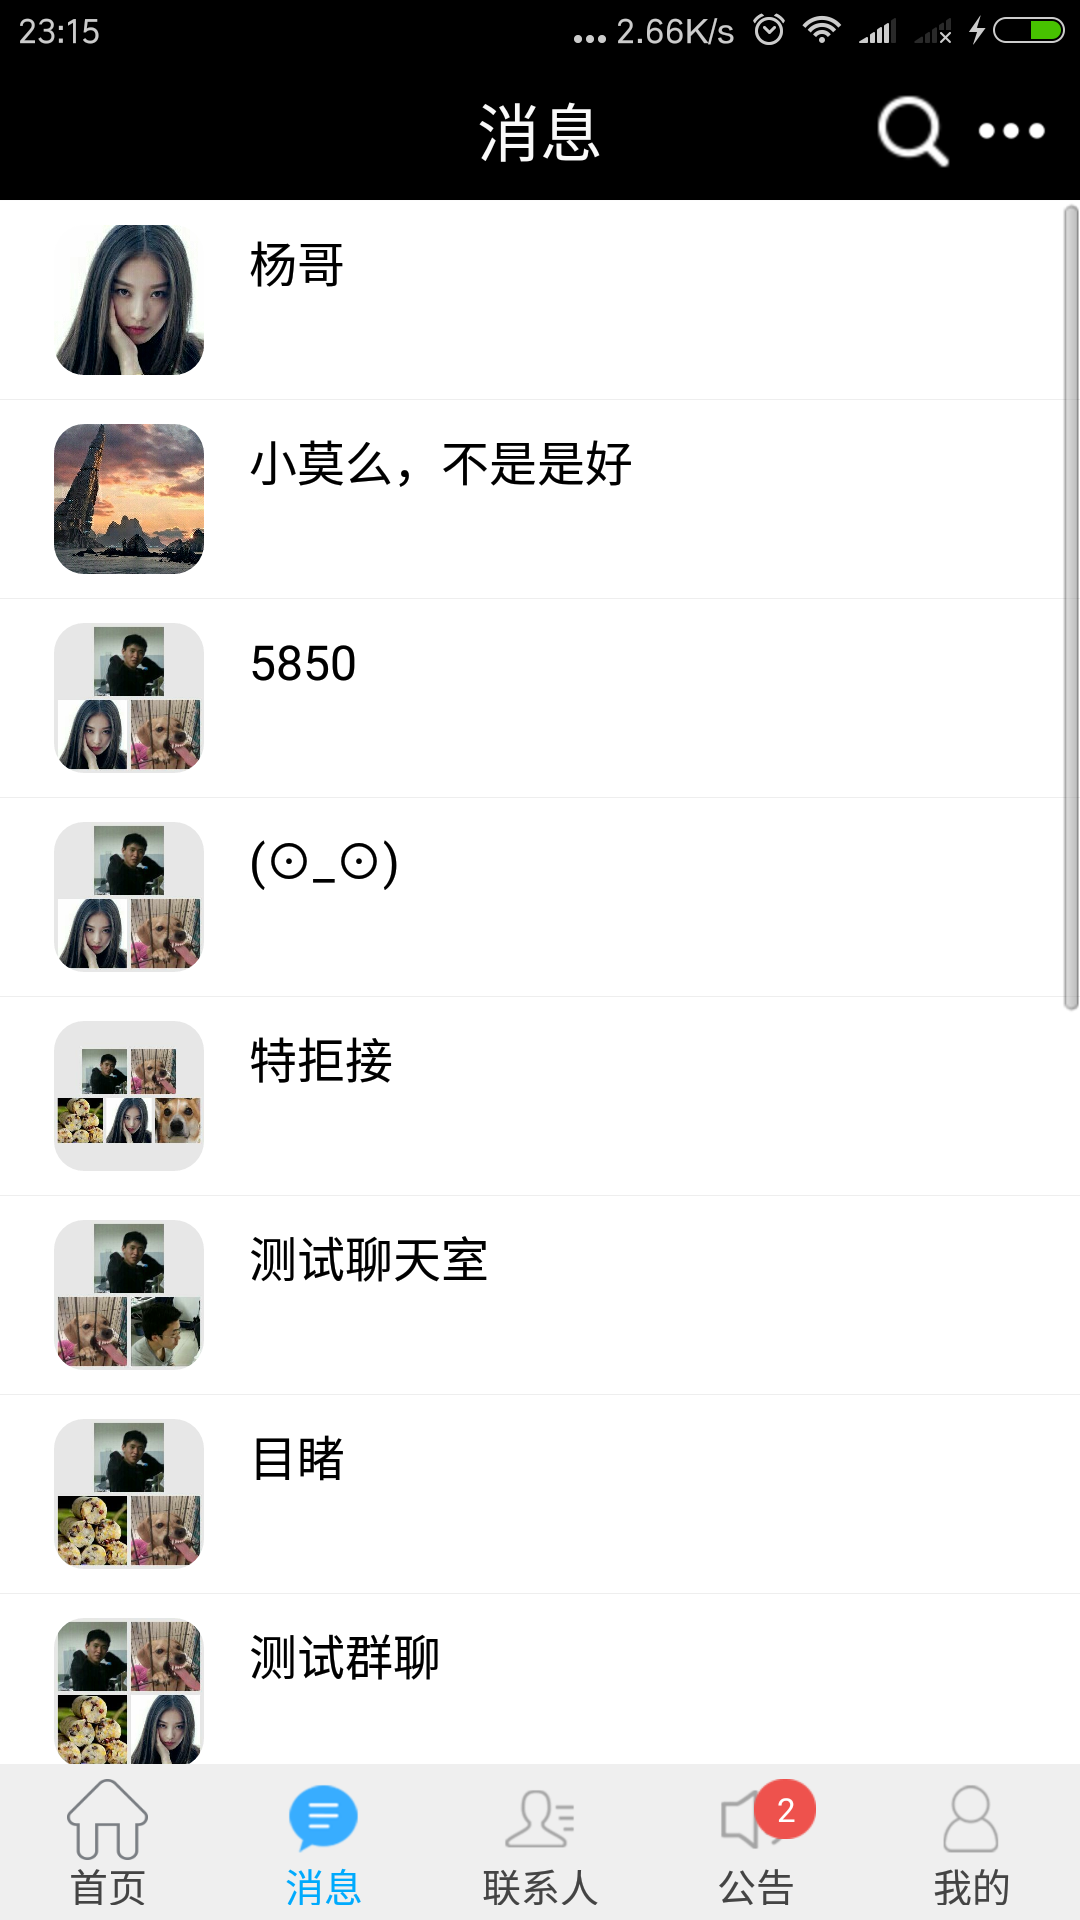 23:15 ... 2.66K/s
消息
杨哥
小莫么，不是是好
5850
(⊙_⊙)
特拒接
测试聊天室
目睹
测试群聊
2
首页 消息 联系人 公告 我的